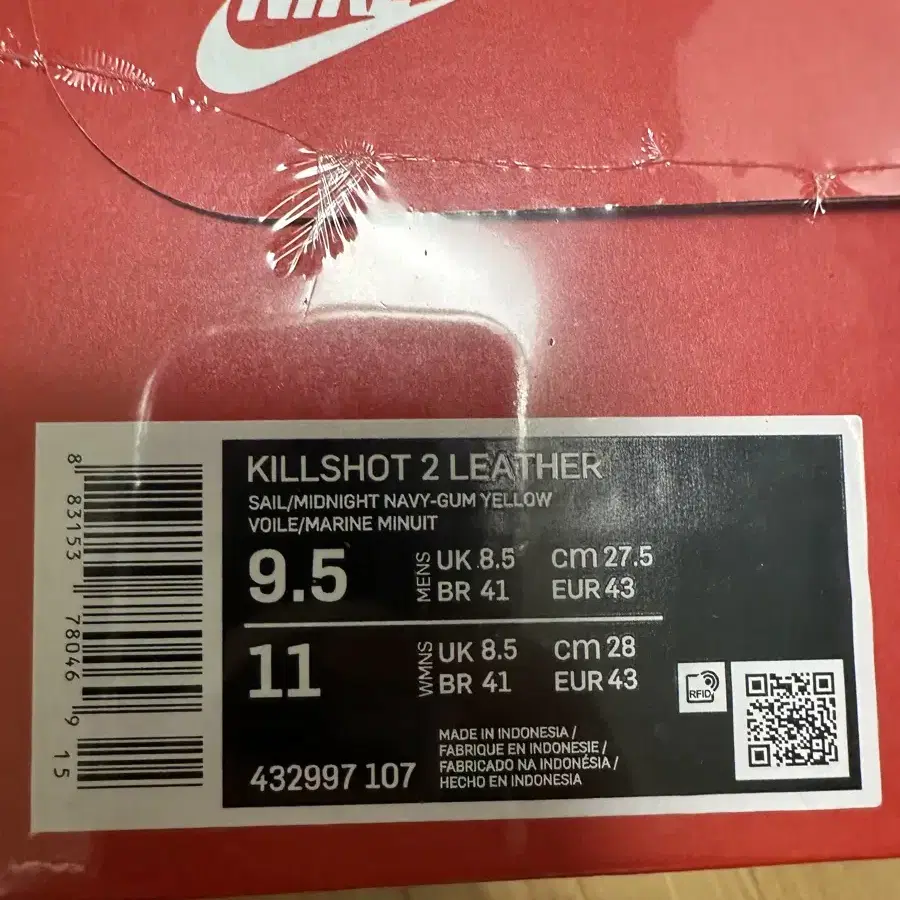 NIKE
KILLSHOT 2 LEATHER
SAIL/MIDNIGHT NAVY-GUM YELLOW
VOILE/MARINE MINUIT
9.5 MENS UK 8.5 cm 27.5
BR 41 EUR 43
11 WMNS UK 8.5 cm 28
BR 41 EUR 43
RFID
MADE IN INDONESIA /
FABRIQUE EN INDONESIE /
FABRICADO NA INDONÉSIA /
HECHO EN INDONESIA
432997 107
8 83153 78046 9 15